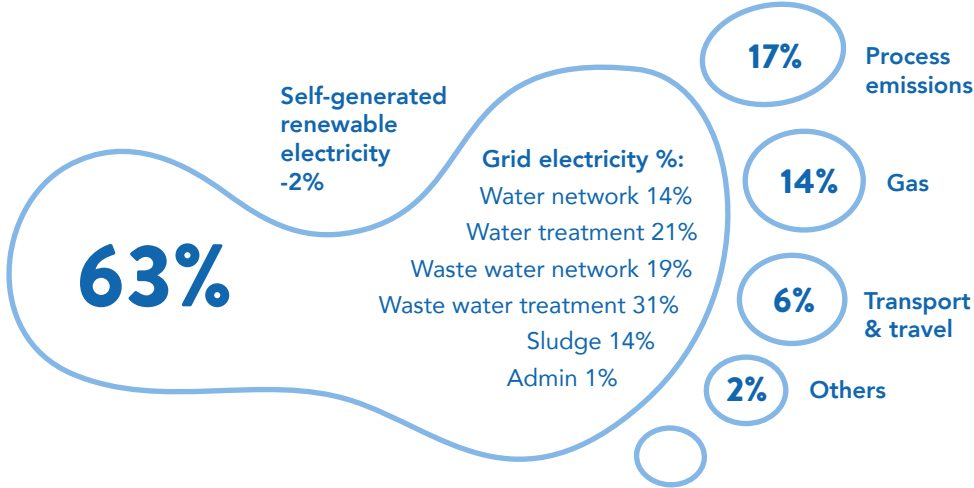 63%
Self-generated
renewable
electricity
-2%
Grid electricity %:
Water network 14%
Water treatment 21%
Waste water network 19%
Waste water treatment 31%
Sludge 14%
Admin 1%
17%
Process
emissions
14%
Gas
6%
Transport
& travel
2%
Others